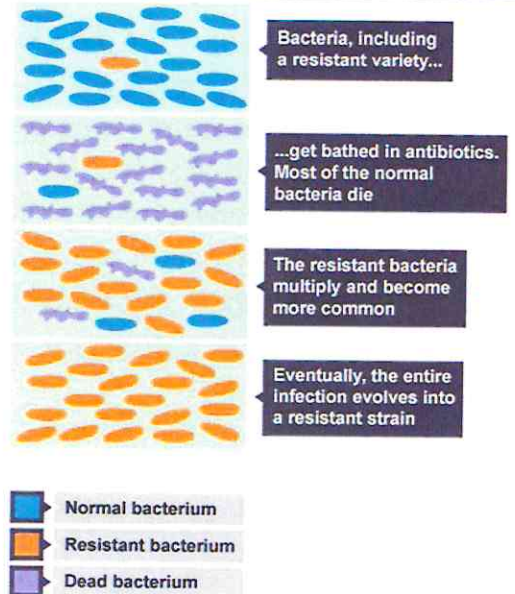 Bacteria, including
a resistant variety...
...get bathed in antibiotics.
Most of the normal
bacteria die
The resistant bacteria
multiply and become
more common
Eventually, the entire
infection evolves into
a resistant strain
Normal bacterium
Resistant bacterium
Dead bacterium